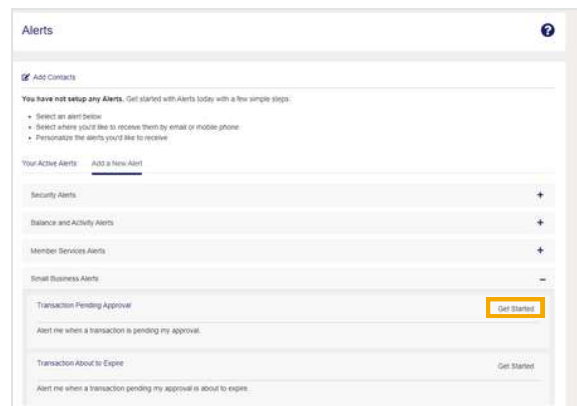 Alerts
?
Add Contacts
You have not setup any Alerts. Get started with Alerts today with a few simple steps:
• Select an alert below
• Select where you'd like to receive them by email or mobile phone
• Personalize the alerts you'd like to receive
Your Active Alerts Add a New Alert
Security Alerts +
Balance and Activity Alerts +
Member Services Alerts +
Small Business Alerts –
Transaction Pending Approval Get Started
Alert me when a transaction is pending my approval.
Transaction About to Expire Get Started
Alert me when a transaction pending my approval is about to expire.